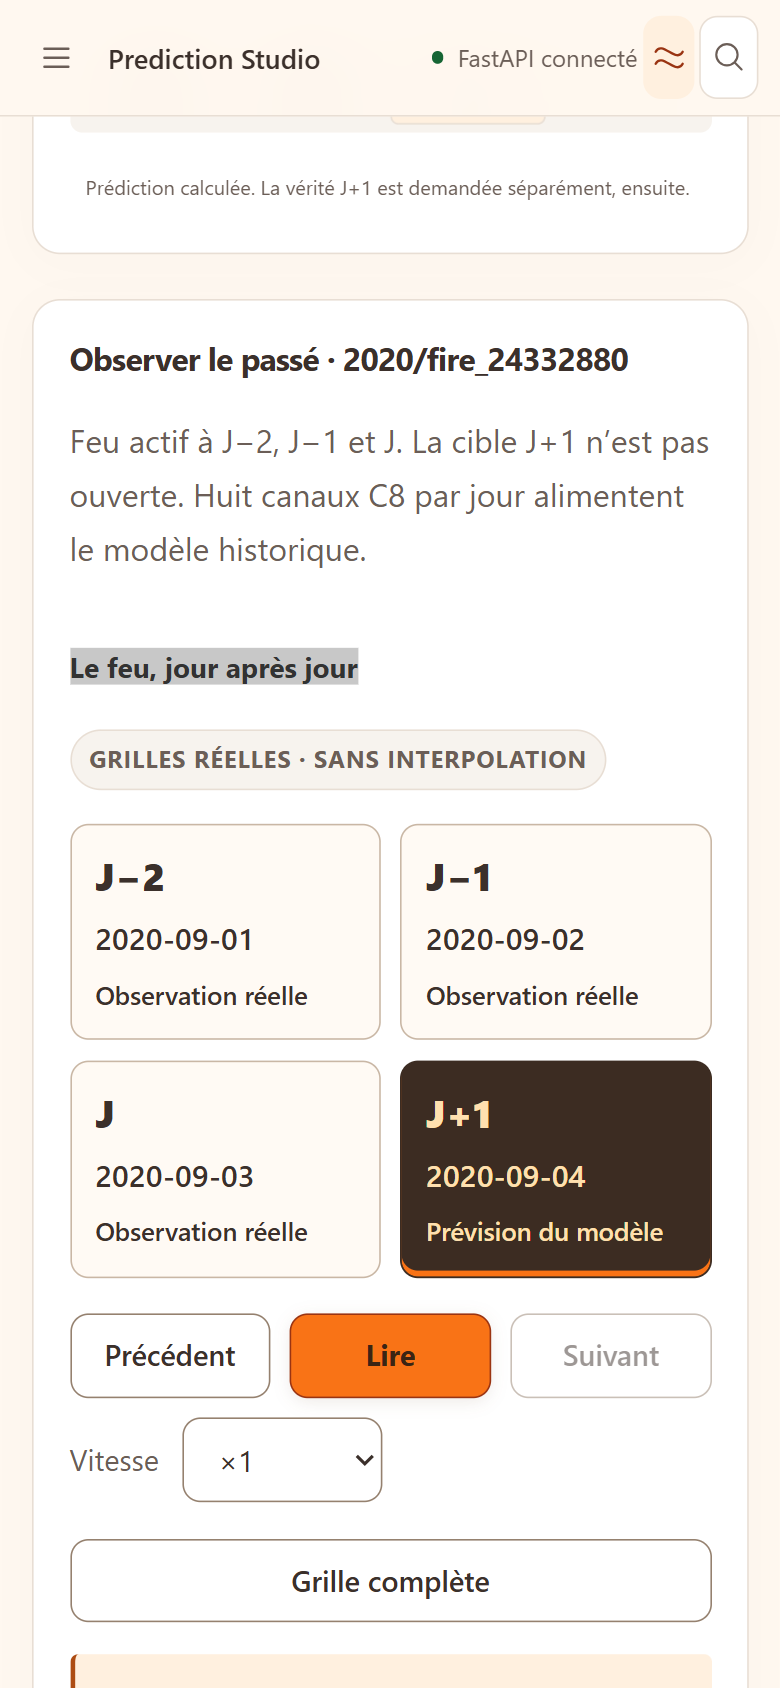 Prediction Studio
FastAPI connecté
Prédiction calculée. La vérité J+1 est demandée séparément, ensuite.
Observer le passé · 2020/fire_24332880
Feu actif à J−2, J−1 et J. La cible J+1 n’est pas
ouverte. Huit canaux C8 par jour alimentent
le modèle historique.
Le feu, jour après jour
GRILLES RÉELLES · SANS INTERPOLATION
J−2
2020-09-01
Observation réelle
J−1
2020-09-02
Observation réelle
J
2020-09-03
Observation réelle
J+1
2020-09-04
Prévision du modèle
Précédent
Lire
Suivant
Vitesse
×1
Grille complète